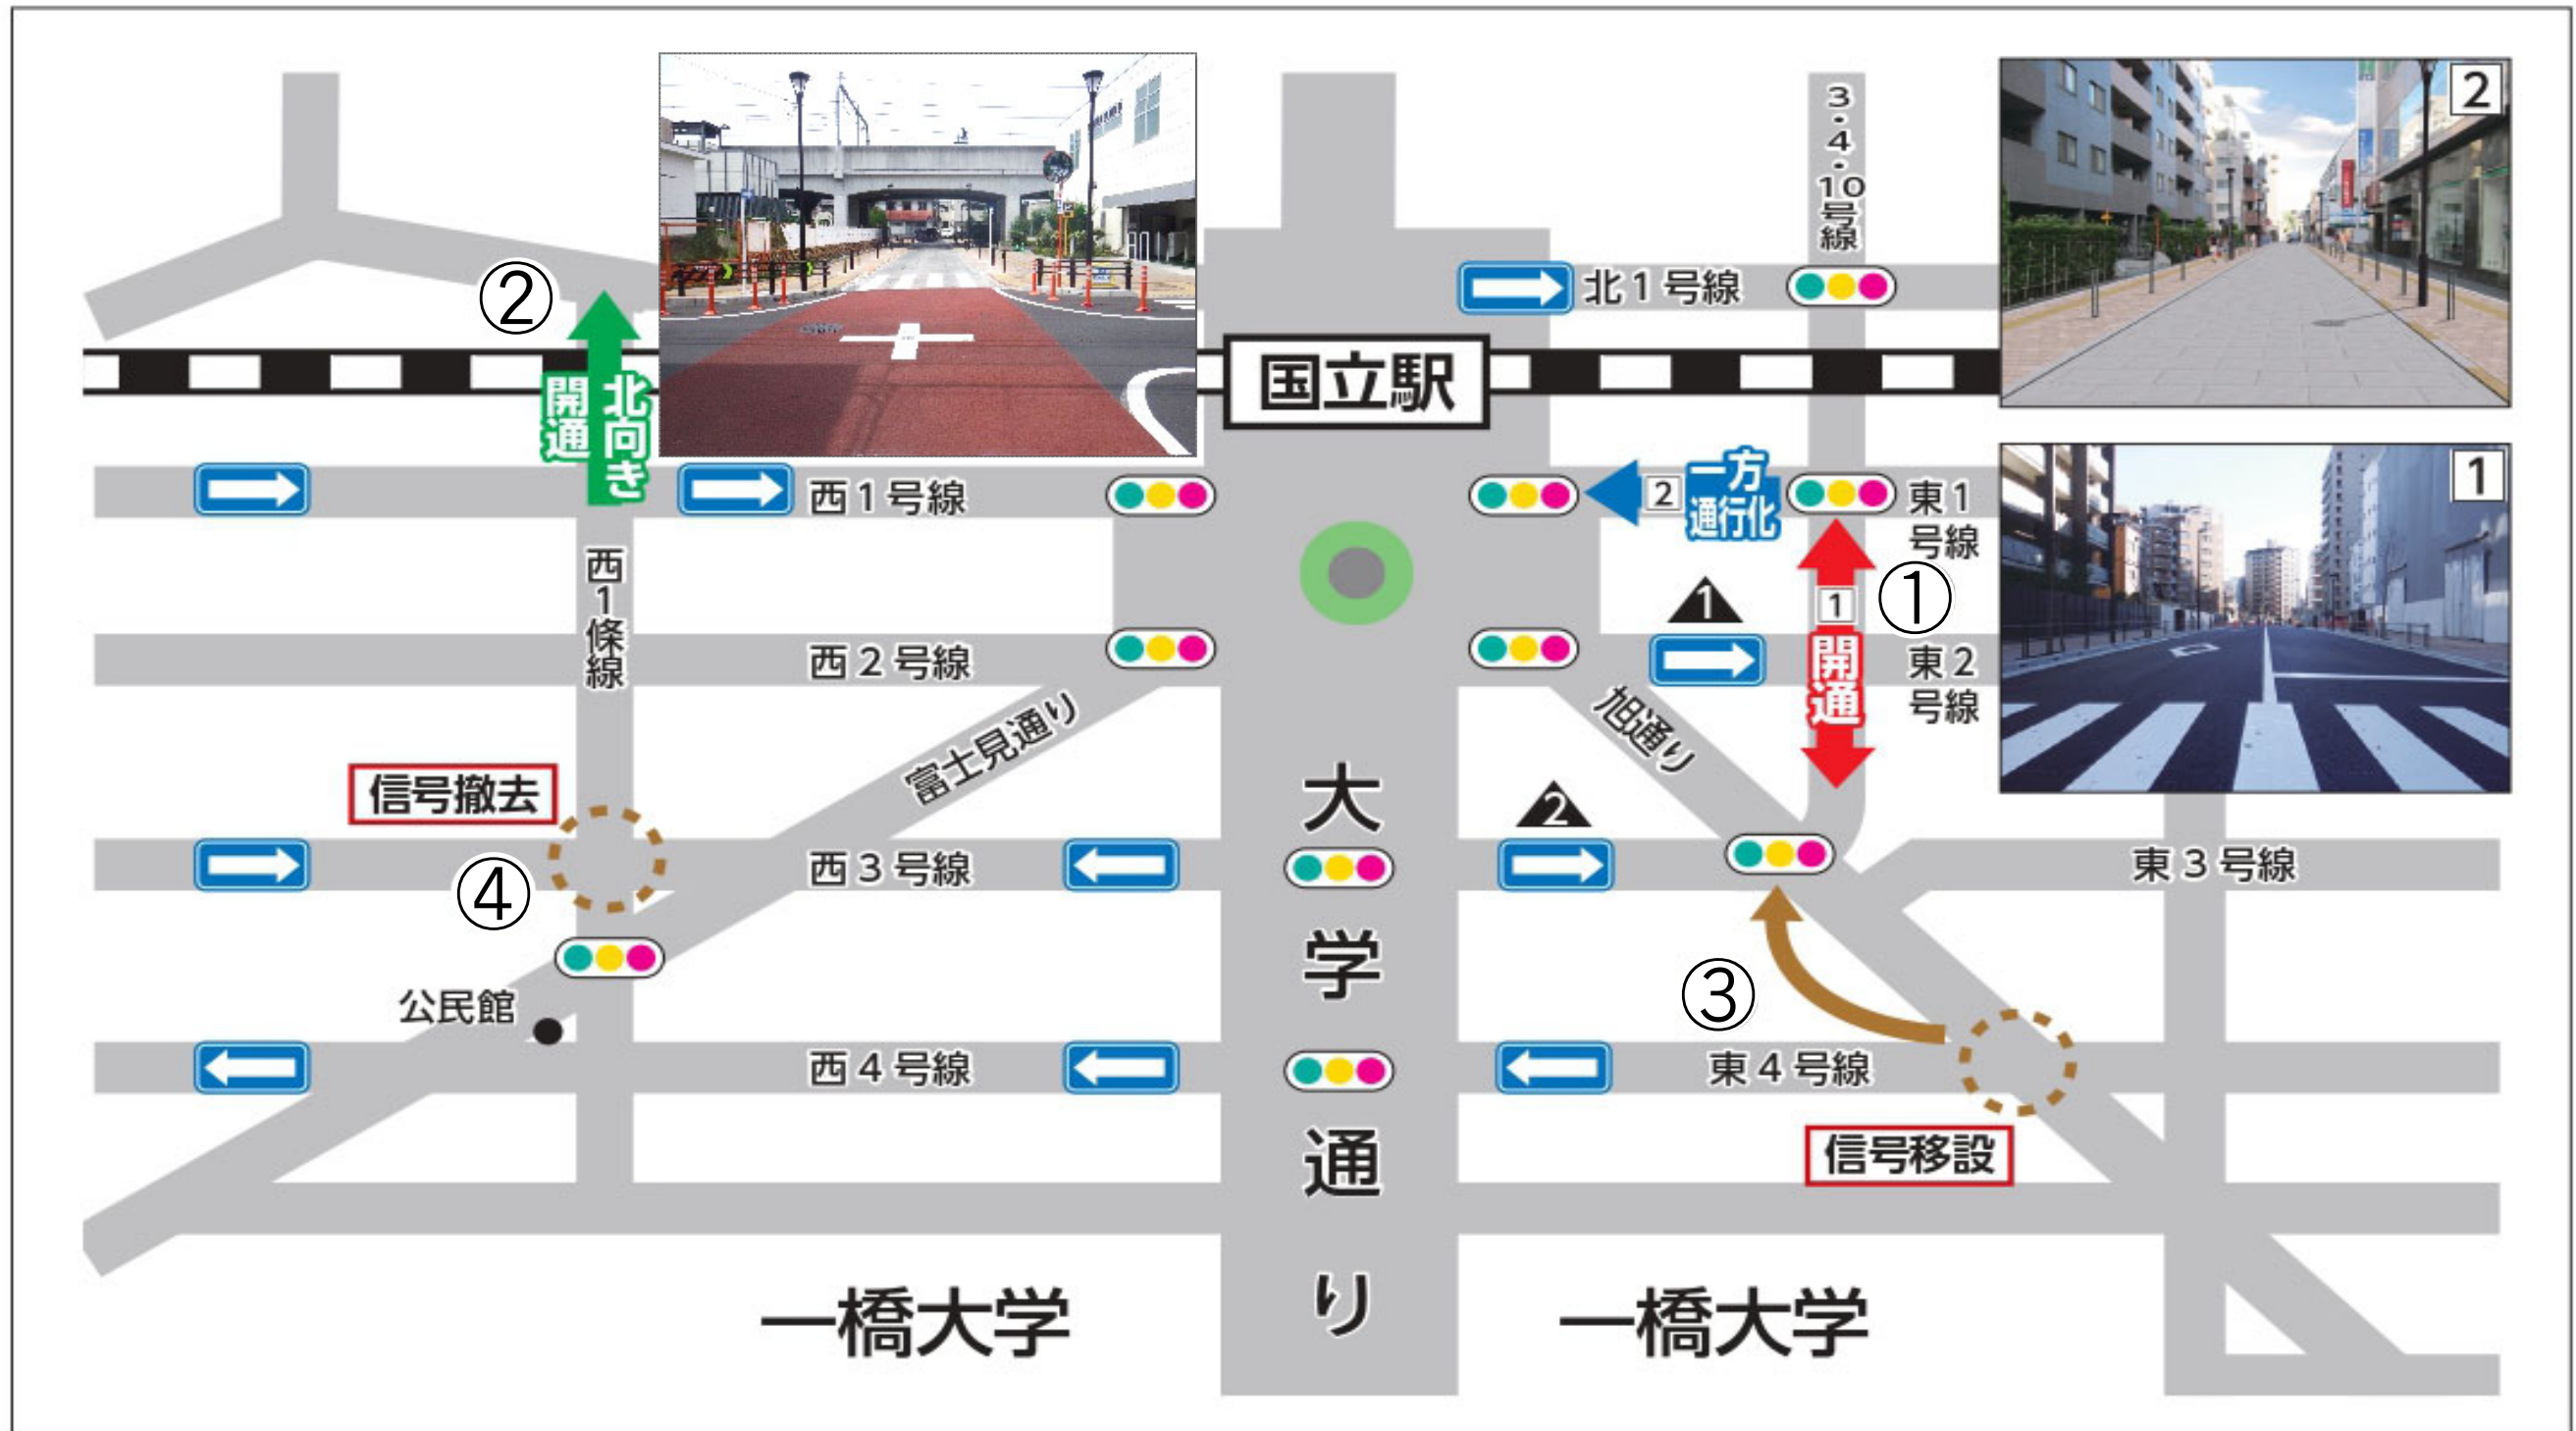 3・4・10号線
2
②
北1号線
国立駅
北向き
開通
西1号線
2
一方
通行化
東1
号線
1
西1條線
1
1
①
開通
西2号線
東2
号線
富士見通り
旭通り
信号撤去
大学通り
2
西3号線
東3号線
④
③
公民館
西4号線
東4号線
信号移設
一橋大学
一橋大学